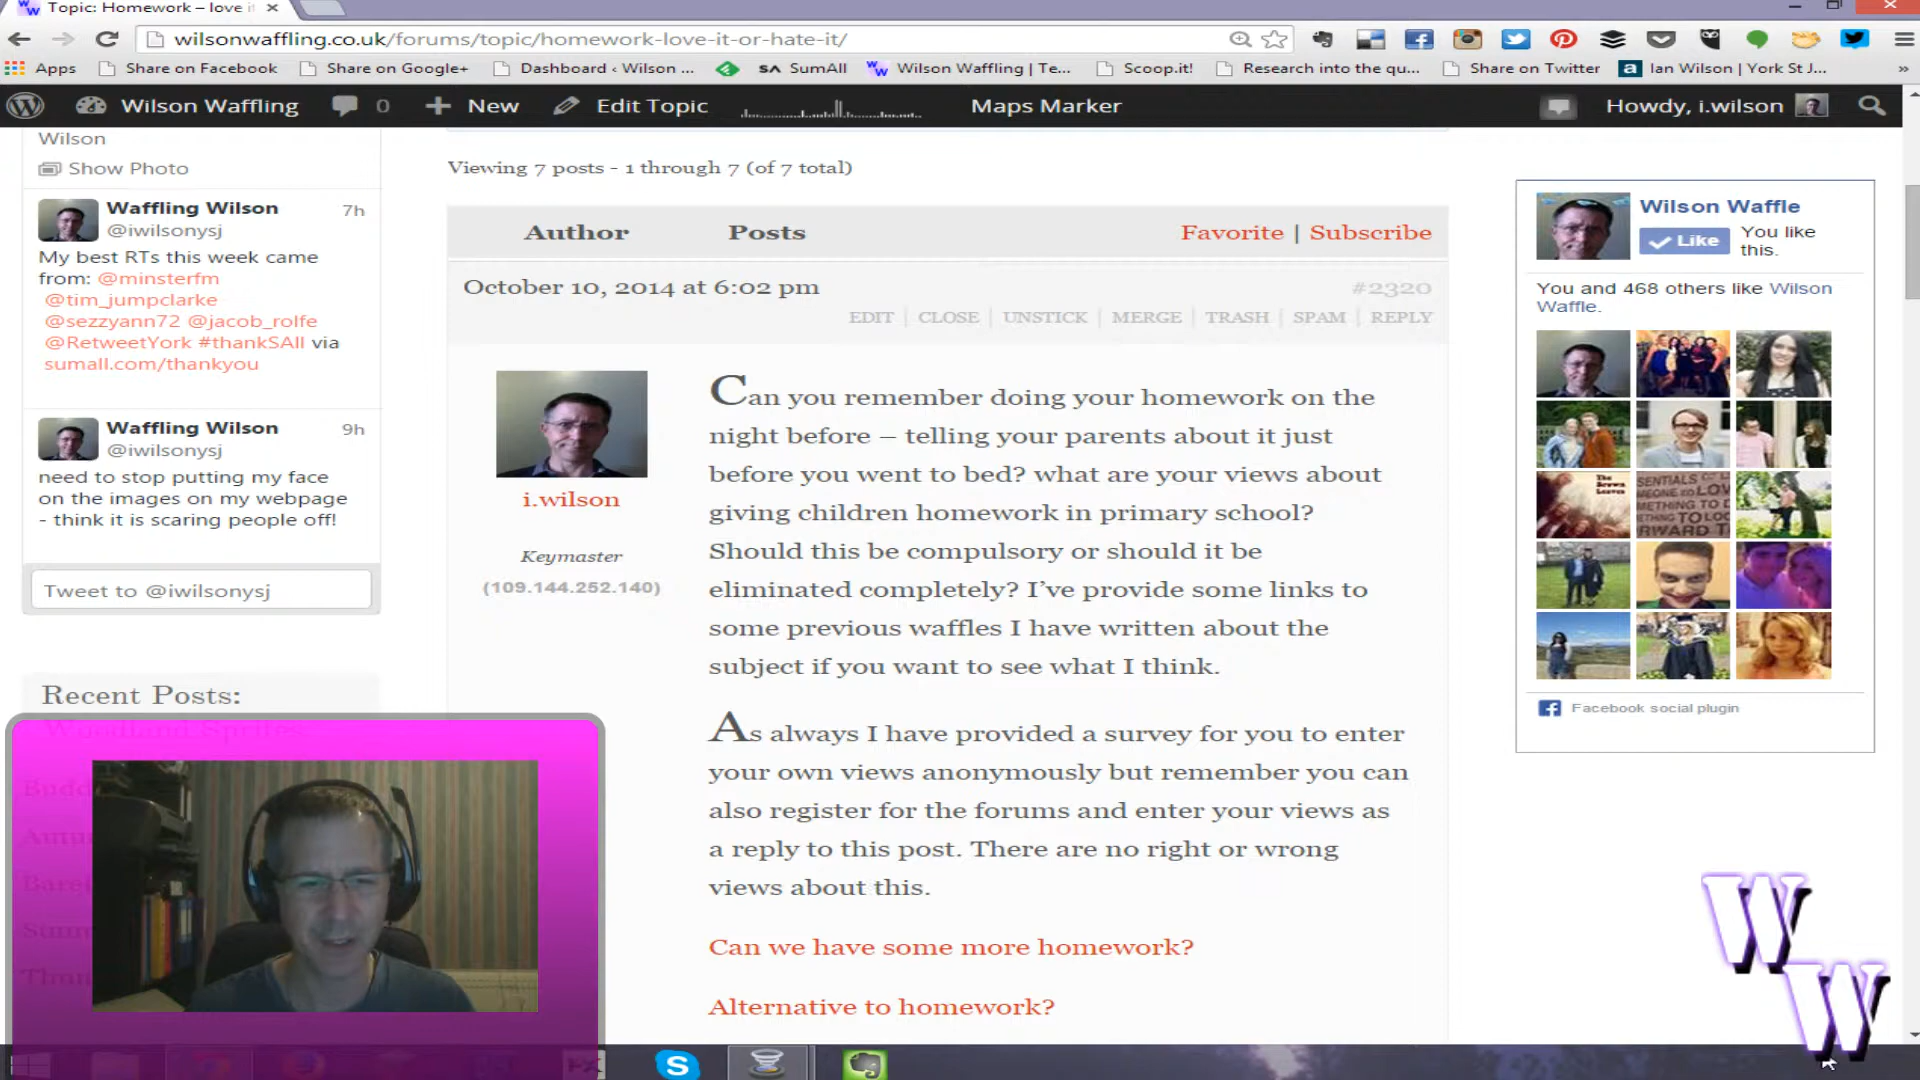 Topic: Homework – love it
wilsonwaffling.co.uk/forums/topic/homework-love-it-or-hate-it/
Apps
Share on Facebook
Share on Google+
Dashboard ‹ Wilson ...
SumAll
Wilson Waffling | Te...
Scoop.it!
Research into the qu...
Share on Twitter
Ian Wilson | York St J...
»
Wilson Waffling
0
New
Edit Topic
Maps Marker
Howdy, i.wilson
Wilson
Show Photo
Waffling Wilson 7h
@iwilsonysj
My best RTs this week came
from: @minsterfm
@tim_jumpclarke
@sezzyann72 @jacob_rolfe
@RetweetYork #thankSAll via
sumall.com/thankyou
Waffling Wilson 9h
@iwilsonysj
need to stop putting my face
on the images on my webpage
- think it is scaring people off!
Tweet to @iwilsonysj
Recent Posts:
Woodland Sprites
Viewing 7 posts - 1 through 7 (of 7 total)
Author Posts Favorite | Subscribe
October 10, 2014 at 6:02 pm #2320
EDIT | CLOSE | UNSTICK | MERGE | TRASH | SPAM | REPLY
i.wilson
Keymaster
(109.144.252.140)
Can you remember doing your homework on the
night before – telling your parents about it just
before you went to bed? what are your views about
giving children homework in primary school?
Should this be compulsory or should it be
eliminated completely? I’ve provide some links to
some previous waffles I have written about the
subject if you want to see what I think.
As always I have provided a survey for you to enter
your own views anonymously but remember you can
also register for the forums and enter your views as
a reply to this post. There are no right or wrong
views about this.
Can we have some more homework?
Alternative to homework?
Wilson Waffle
Like
You like
this.
You and 468 others like Wilson
Waffle.
Facebook social plugin
W
W